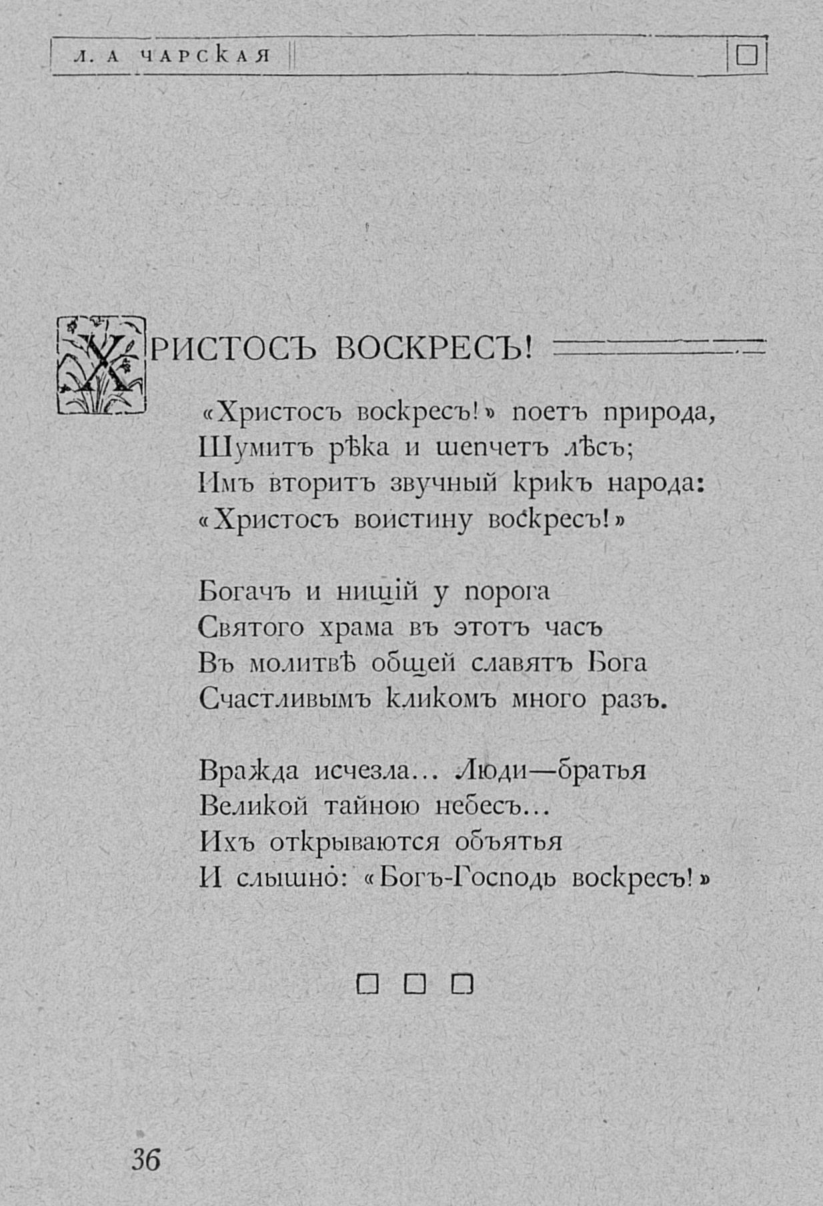 Л. А ЧАРСКАЯ
ХРИСТОСЪ ВОСКРЕСЪ!
«Христосъ воскресъ!» поетъ природа,
Шумитъ рѣка и шепчетъ лѣсъ;
Имъ вторитъ звучный крикъ народа:
«Христосъ воистину воскресъ!»
Богачъ и нищій у порога
Святого храма въ этотъ часъ
Въ молитвѣ общей славятъ Бога
Счастливымъ кликомъ много разъ.
Вражда исчезла... Люди—братья
Великой тайною небесъ...
Ихъ открываются объятья
И слышно: «Богъ-Господь воскресъ!»
36